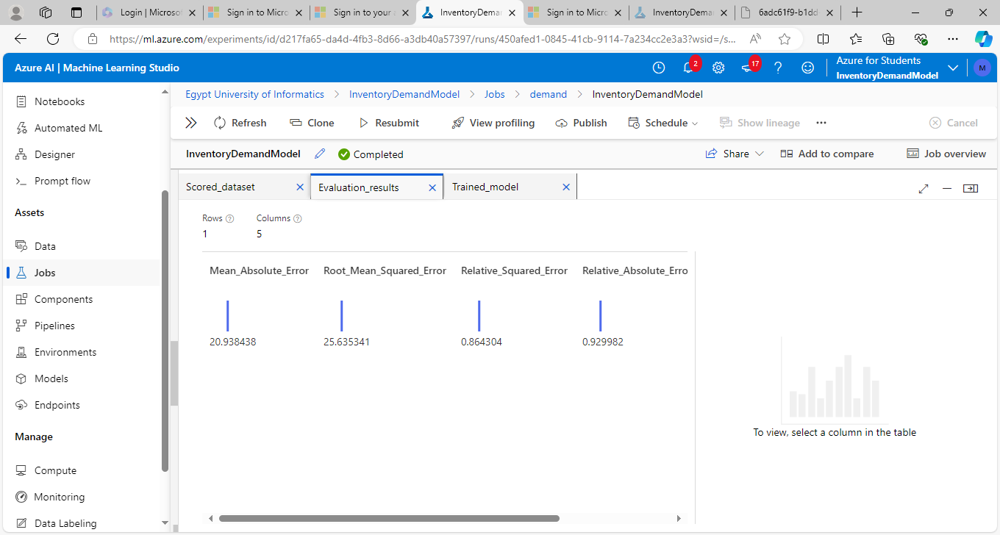 Login | Microsof
Sign in to Micro
Sign in to your a
InventoryDeman
Sign in to Micro
InventoryDeman
6adc61f9-b1dd
https://ml.azure.com/experiments/id/d217fa65-da4d-4fb3-8d66-a3db40a57397/runs/450afed1-0845-41cb-9114-7a234cc2e3a3?wsid=/s...
Azure AI | Machine Learning Studio
2
17
Azure for Students
InventoryDemandModel
M
Notebooks
Automated ML
Designer
Prompt flow
Assets
Data
Jobs
Components
Pipelines
Environments
Models
Endpoints
Manage
Compute
Monitoring
Data Labeling
Egypt University of Informatics > InventoryDemandModel > Jobs > demand > InventoryDemandModel
Refresh Clone Resubmit View profiling Publish Schedule Show lineage ... Cancel
InventoryDemandModel Completed Share Add to compare Job overview
Scored_dataset Evaluation_results Trained_model
Rows Columns
1 5
Mean_Absolute_Error Root_Mean_Squared_Error Relative_Squared_Error Relative_Absolute_Erro
20.938438 25.635341 0.864304 0.929982
To view, select a column in the table